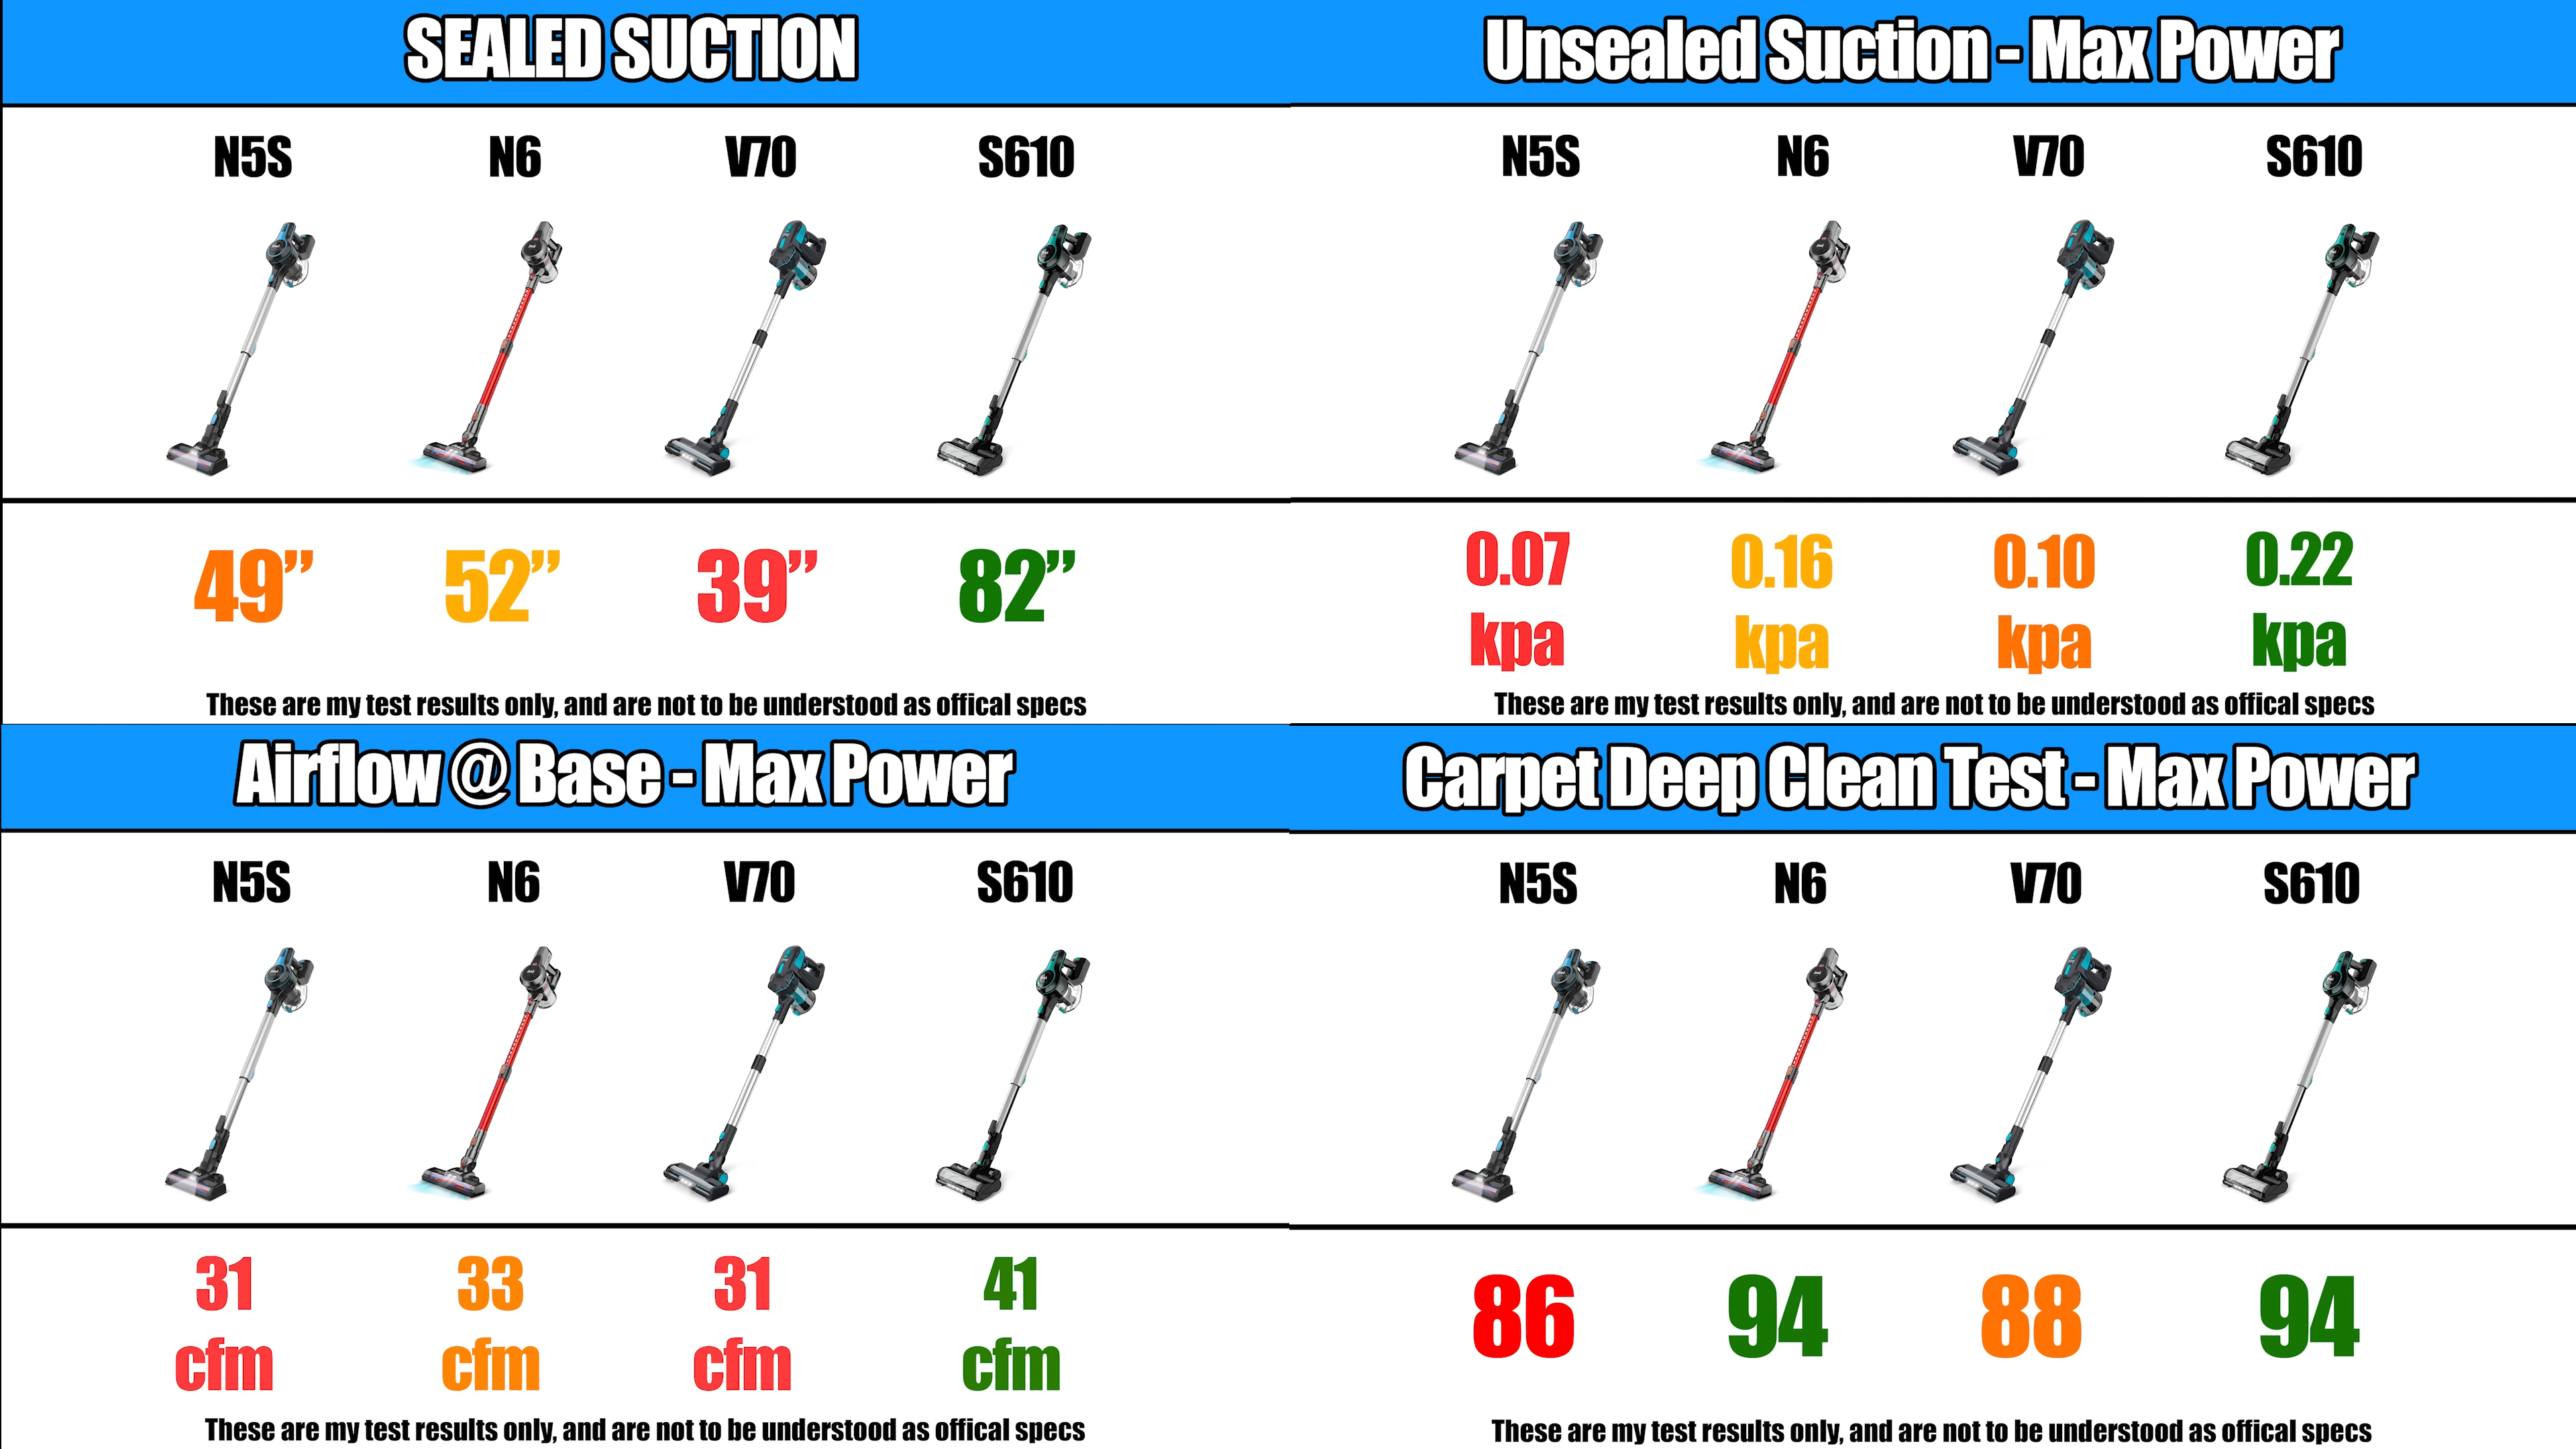 SEALED SUCTION
N5S N6 V70 S610
49” 52” 39” 82”
These are my test results only, and are not to be understood as offical specs
Unsealed Suction - Max Power
N5S N6 V70 S610
0.07 0.16 0.10 0.22
kpa kpa kpa kpa
These are my test results only, and are not to be understood as offical specs
Airflow @ Base - Max Power
N5S N6 V70 S610
31 33 31 41
cfm cfm cfm cfm
These are my test results only, and are not to be understood as offical specs
Carpet Deep Clean Test - Max Power
N5S N6 V70 S610
86 94 88 94
These are my test results only, and are not to be understood as offical specs